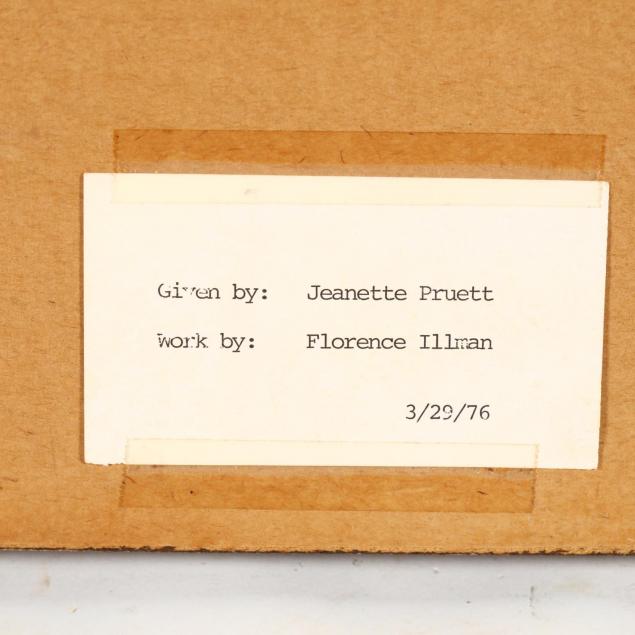 Given by: Jeanette Pruett
Work by: Florence Illman
3/29/76